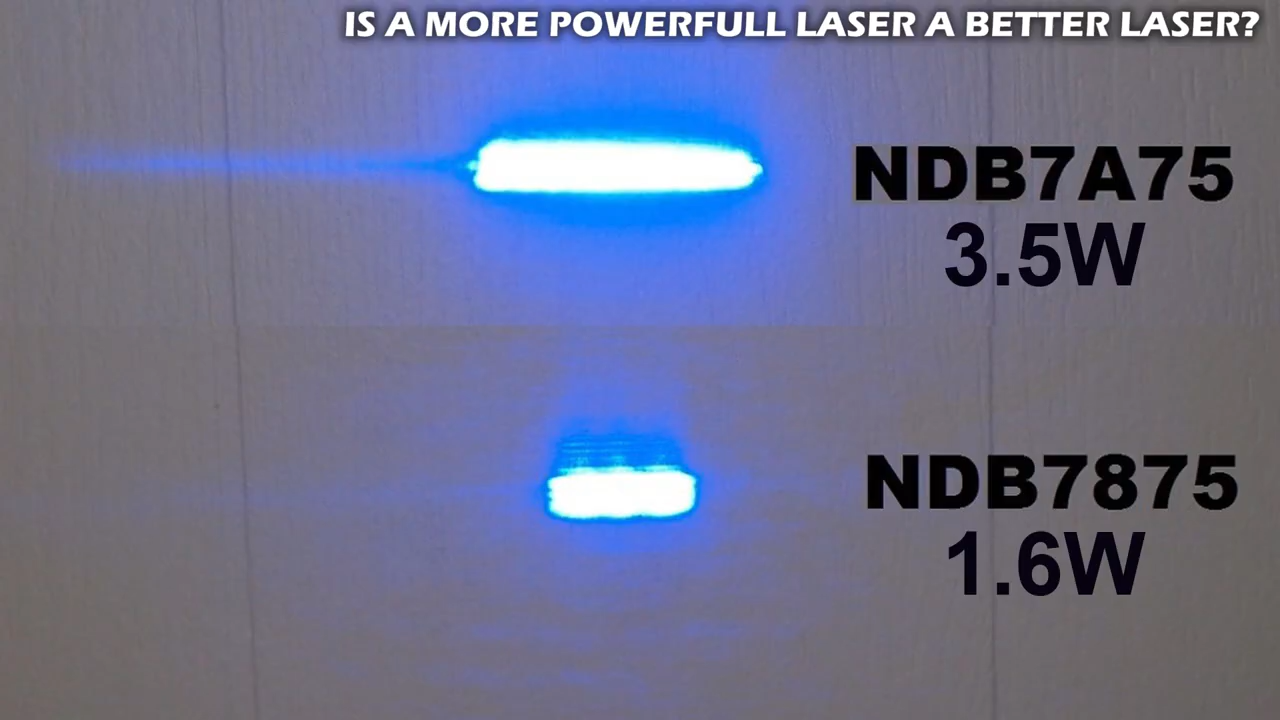 IS A MORE POWERFULL LASER A BETTER LASER?
NDB7A75
3.5W
NDB7875
1.6W